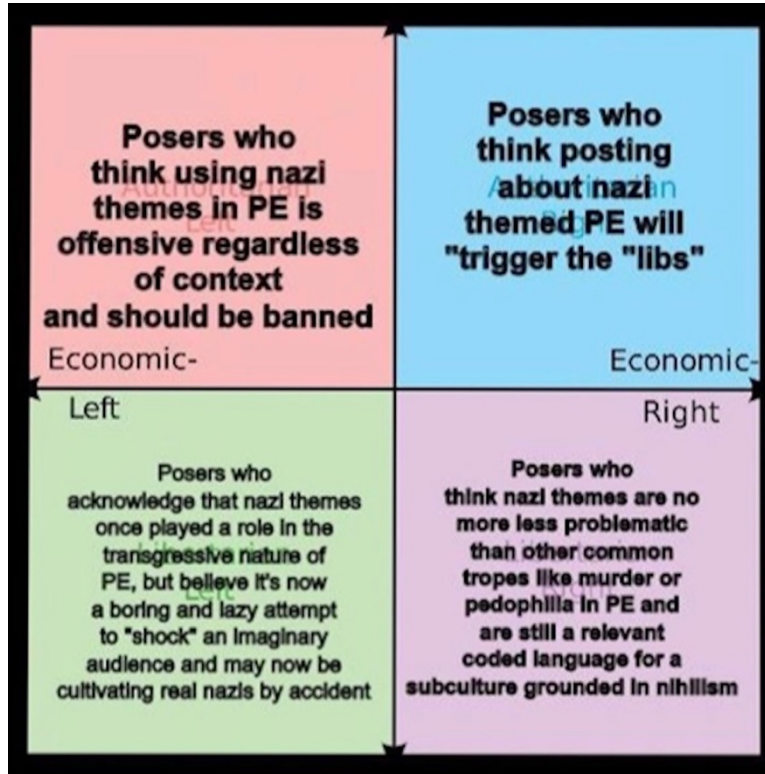 Posers who
think using nazi
themes in PE is
offensive regardless
of context
and should be banned
Authoritarian
Left
Posers who
think posting
about nazi
themed PE will
"trigger the "libs"
Authoritarian
Right
Economic-
Left
Economic-
Right
Posers who
acknowledge that nazi themes
once played a role in the
transgressive nature of
PE, but believe it's now
a boring and lazy attempt
to "shock" an imaginary
audience and may now be
cultivating real nazis by accident
Left
Posers who
think nazi themes are no
more less problematic
than other common
tropes like murder or
pedophilia in PE and
are still a relevant
coded language for a
subculture grounded in nihilism